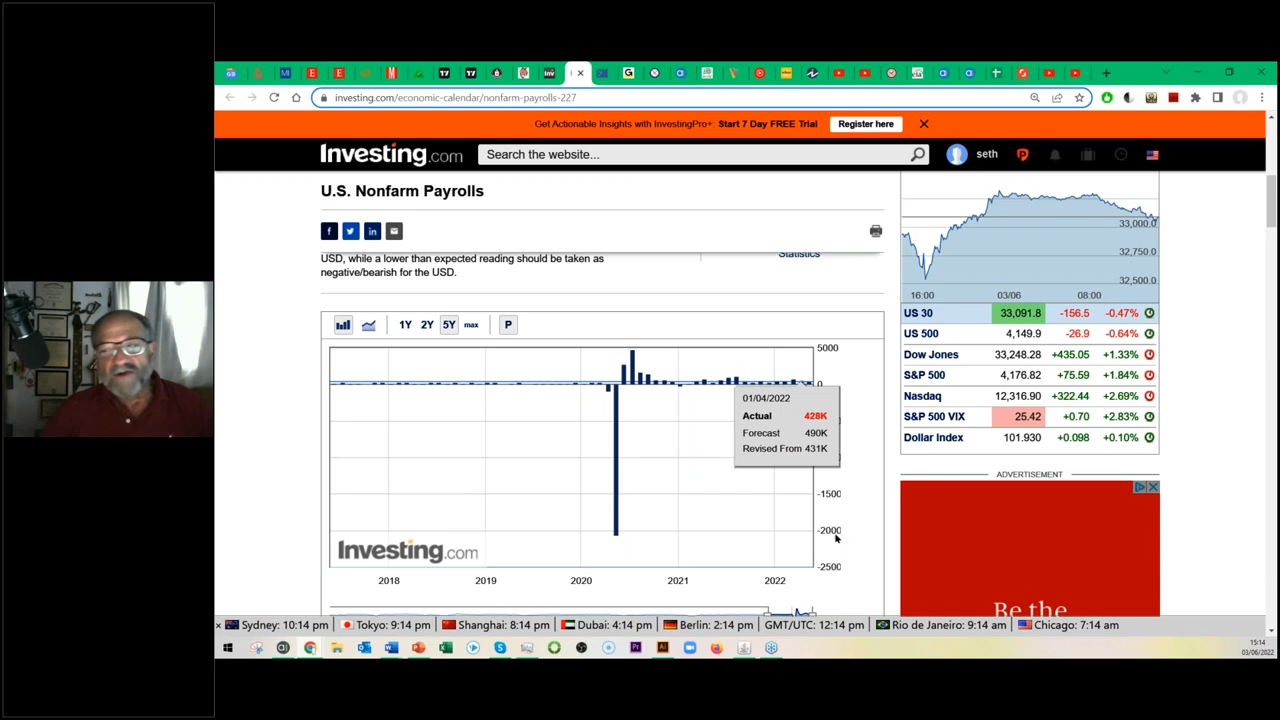 investing.com/economic-calendar/nonfarm-payrolls-227
Get Actionable Insights with InvestingPro+: Start 7 Day FREE Trial
Register here
Investing.com
Search the website...
seth
U.S. Nonfarm Payrolls
USD, while a lower than expected reading should be taken as
negative/bearish for the USD.
Statistics
1Y 2Y 5Y max P
5000
0
01/04/2022
Actual 428K
Forecast 490K
Revised From 431K
-1500
-2000
-2500
Investing.com
2018 2019 2020 2021 2022
33,000.0
32,750.0
32,500.0
16:00 03/06 08:00
US 30 33,091.8 -156.5 -0.47%
US 500 4,149.9 -26.9 -0.64%
Dow Jones 33,248.28 +435.05 +1.33%
S&P 500 4,176.82 +75.59 +1.84%
Nasdaq 12,316.90 +322.44 +2.69%
S&P 500 VIX 25.42 +0.70 +2.83%
Dollar Index 101.930 +0.098 +0.10%
ADVERTISEMENT
Be the
Sydney: 10:14 pm Tokyo: 9:14 pm Shanghai: 8:14 pm Dubai: 4:14 pm Berlin: 2:14 pm GMT/UTC: 12:14 pm Rio de Janeiro: 9:14 am Chicago: 7:14 am
15:14
03/06/2022